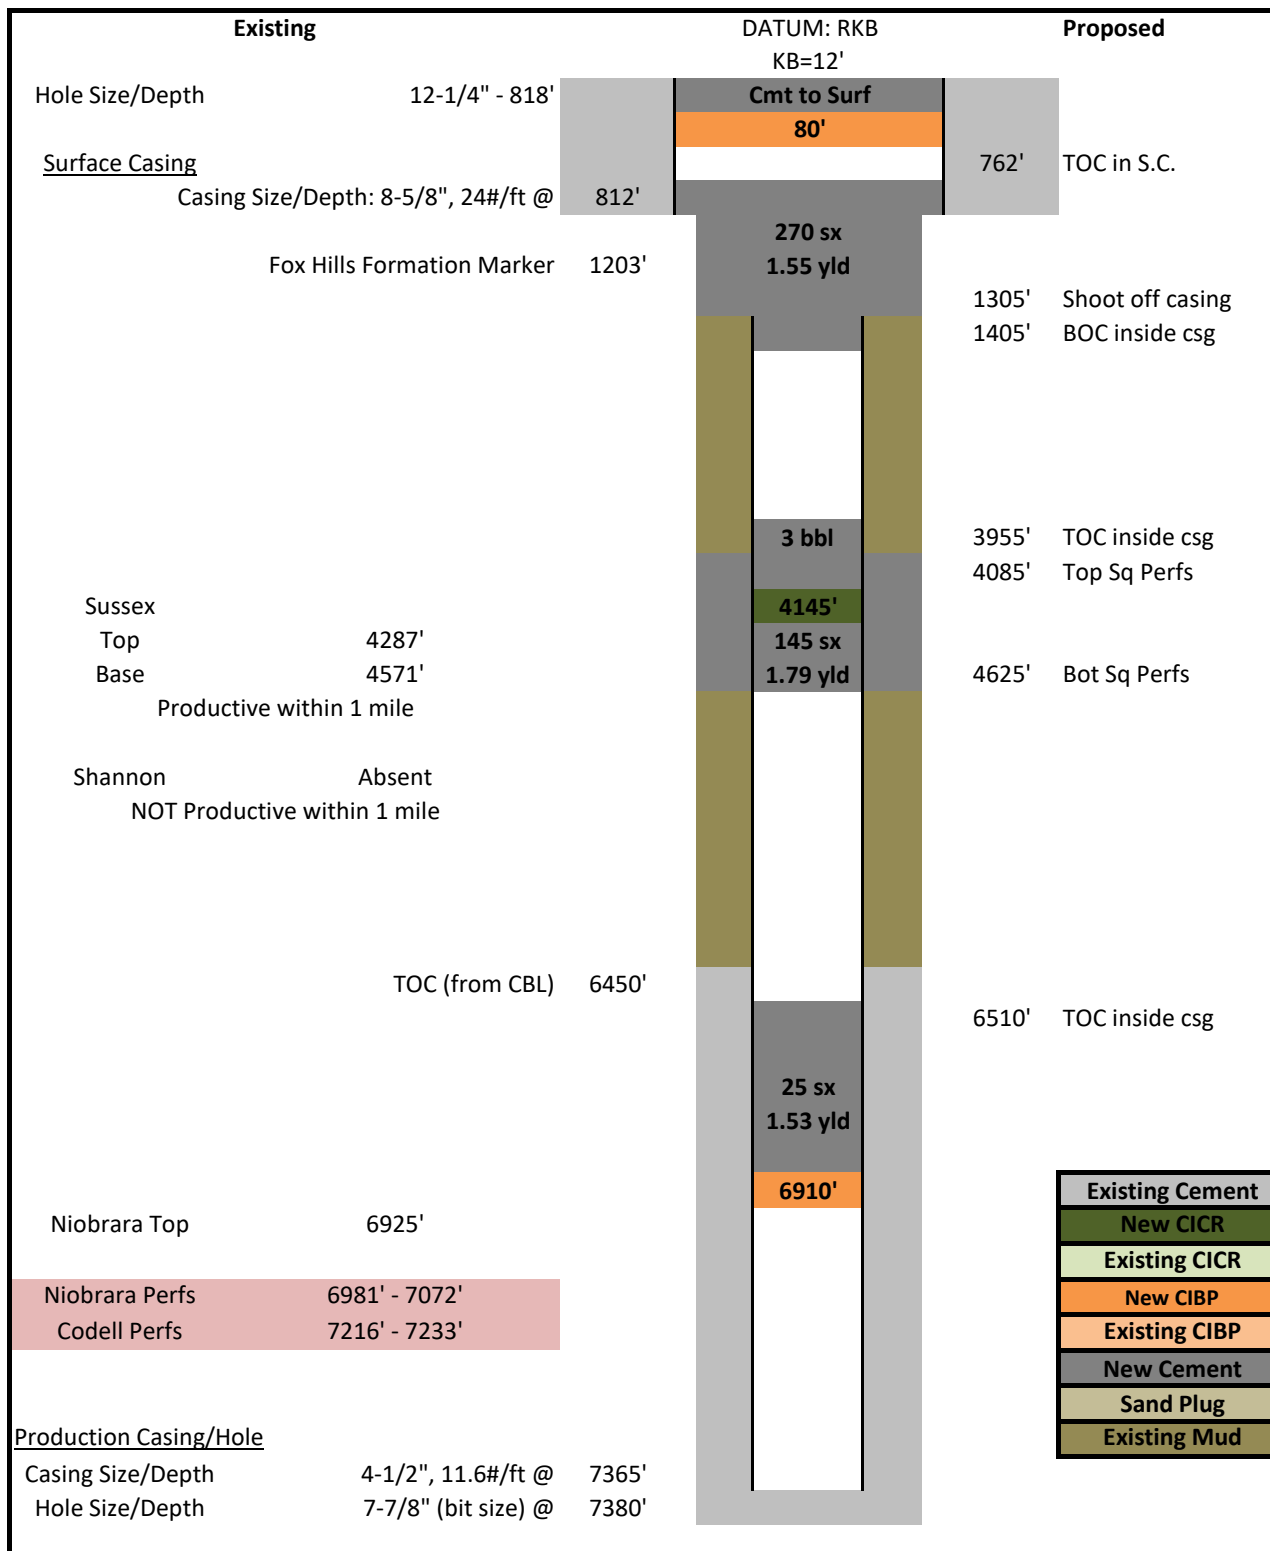 Existing DATUM: RKB Proposed
KB=12'
Hole Size/Depth 12-1/4" - 818' Cmt to Surf
80'
Surface Casing 762' TOC in S.C.
Casing Size/Depth: 8-5/8", 24#/ft @ 812'
270 sx
Fox Hills Formation Marker 1203' 1.55 yld
1305' Shoot off casing
1405' BOC inside csg
3 bbl 3955' TOC inside csg
4085' Top Sq Perfs
Sussex 4145'
Top 4287' 145 sx
Base 4571' 1.79 yld 4625' Bot Sq Perfs
Productive within 1 mile
Shannon Absent
NOT Productive within 1 mile
TOC (from CBL) 6450'
6510' TOC inside csg
25 sx
1.53 yld
6910' Existing Cement
Niobrara Top 6925' New CICR
Existing CICR
Niobrara Perfs 6981' - 7072' New CIBP
Codell Perfs 7216' - 7233' Existing CIBP
New Cement
Sand Plug
Production Casing/Hole Existing Mud
Casing Size/Depth 4-1/2", 11.6#/ft @ 7365'
Hole Size/Depth 7-7/8" (bit size) @ 7380'